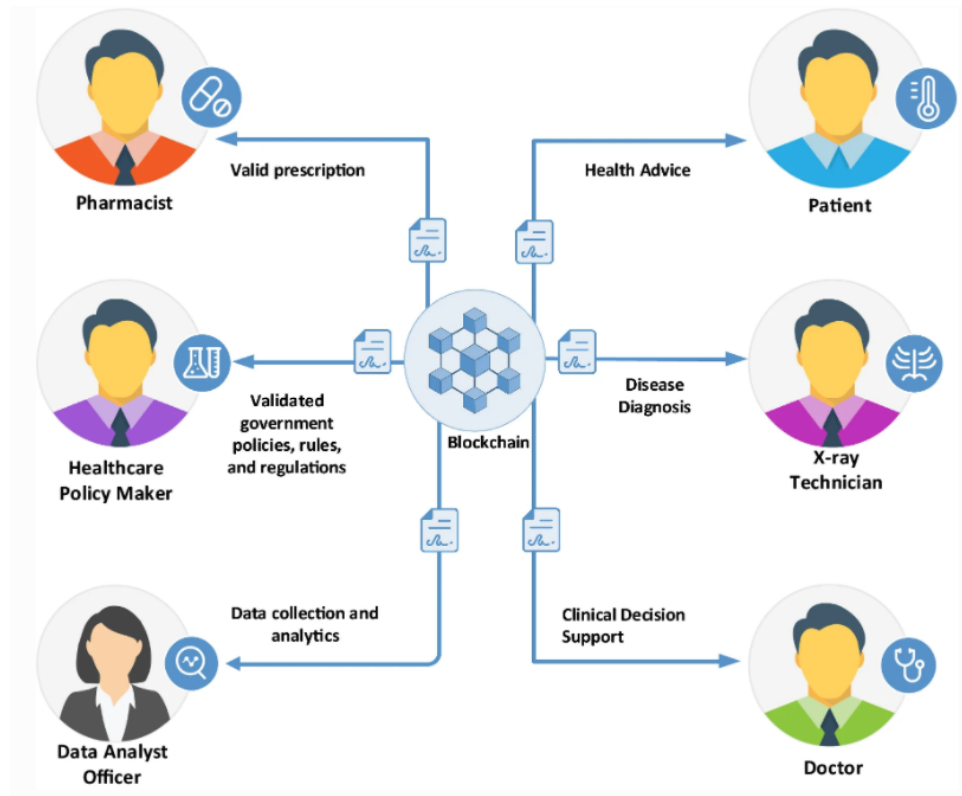 Valid prescription
Pharmacist
Health Advice
Patient
Validated
government
policies, rules,
and regulations
Healthcare
Policy Maker
Blockchain
Disease
Diagnosis
X-ray
Technician
Data collection and
analytics
Data Analyst
Officer
Clinical Decision
Support
Doctor